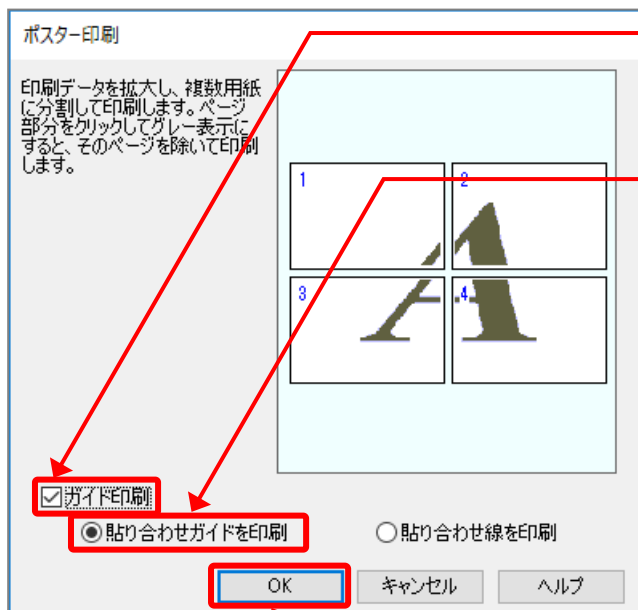 ポスター印刷
印刷データを拡大し、複数用紙
に分割して印刷します。ページ
部分をクリックしてグレー表示に
すると、そのページを除いて印刷
します。
1
2
A
3
4
ガイド印刷
貼り合わせガイドを印刷
貼り合わせ線を印刷
OK
キャンセル
ヘルプ